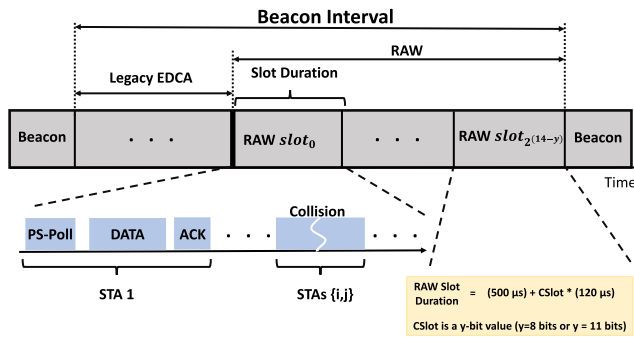 Beacon Interval
RAW
Legacy EDCA
Slot Duration
Beacon
. . .
RAW slot₀
. . .
RAW slot₂(14−y)
Beacon
Time
PS-Poll
DATA
ACK
. . .
Collision
. . .
STA 1
STAs {i,j}
RAW Slot Duration = (500 µs) + CSlot * (120 µs)
CSlot is a y-bit value (y=8 bits or y = 11 bits)